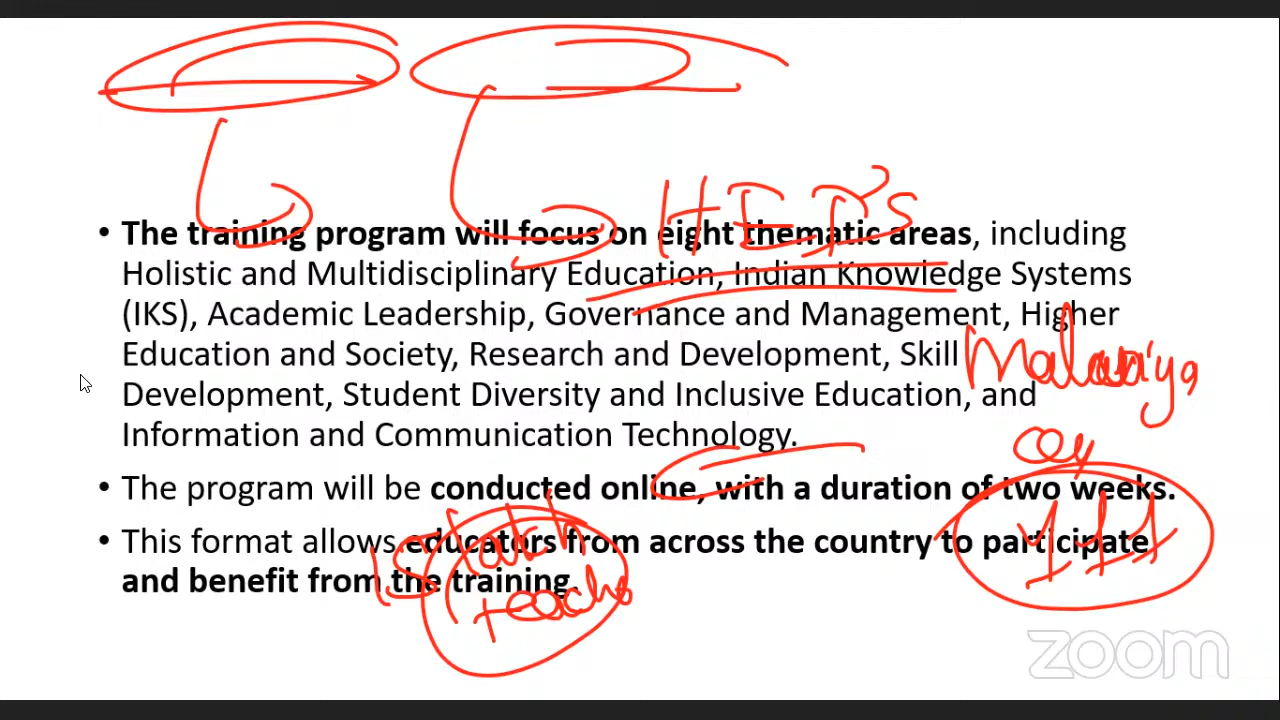 HEI's
• The training program will focus on eight thematic areas, including
Holistic and Multidisciplinary Education, Indian Knowledge Systems
(IKS), Academic Leadership, Governance and Management, Higher
Education and Society, Research and Development, Skill
Malaviya
Development, Student Diversity and Inclusive Education, and
Information and Communication Technology.
• The program will be conducted online, with a duration of two weeks.
• This format allows educators from across the country to participate
and benefit from the training.
15 lakh
teache
zoom